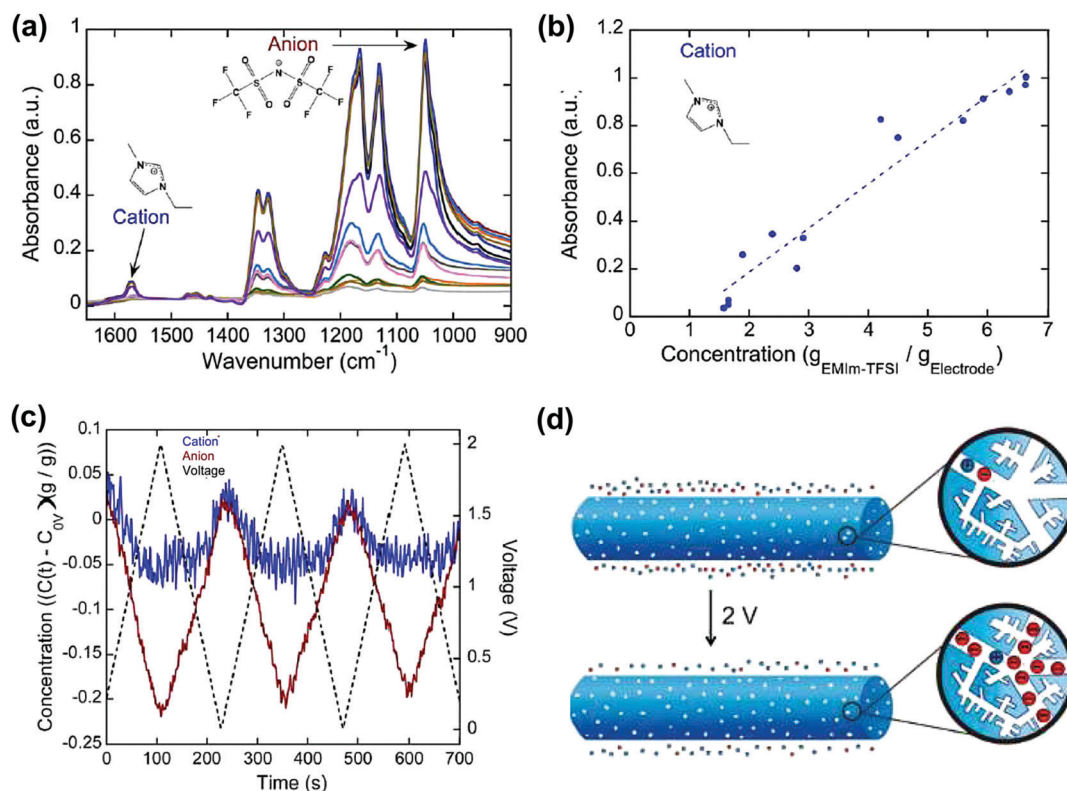 (a)
Absorbance (a.u.)
1
0.8
0.6
0.4
0.2
0
Anion
O N O
S S
F C O O C F
F F F F
N
N
Cation
1600 1500 1400 1300 1200 1100 1000 900
Wavenumber (cm-1)
(b)
Absorbance (a.u.)
1.2
1
0.8
0.6
0.4
0.2
0
Cation
N
N
0 1 2 3 4 5 6 7
Concentration (gEMIm-TFSI / gElectrode)
(c)
Concentration ((C(t) - C0V)(g / g)
0.1
0.05
0
-0.05
-0.1
-0.15
-0.2
-0.25
Cation
Anion
Voltage
2
1.5
1
0.5
0
Voltage (V)
0 100 200 300 400 500 600 700
Time (s)
(d)
2 V